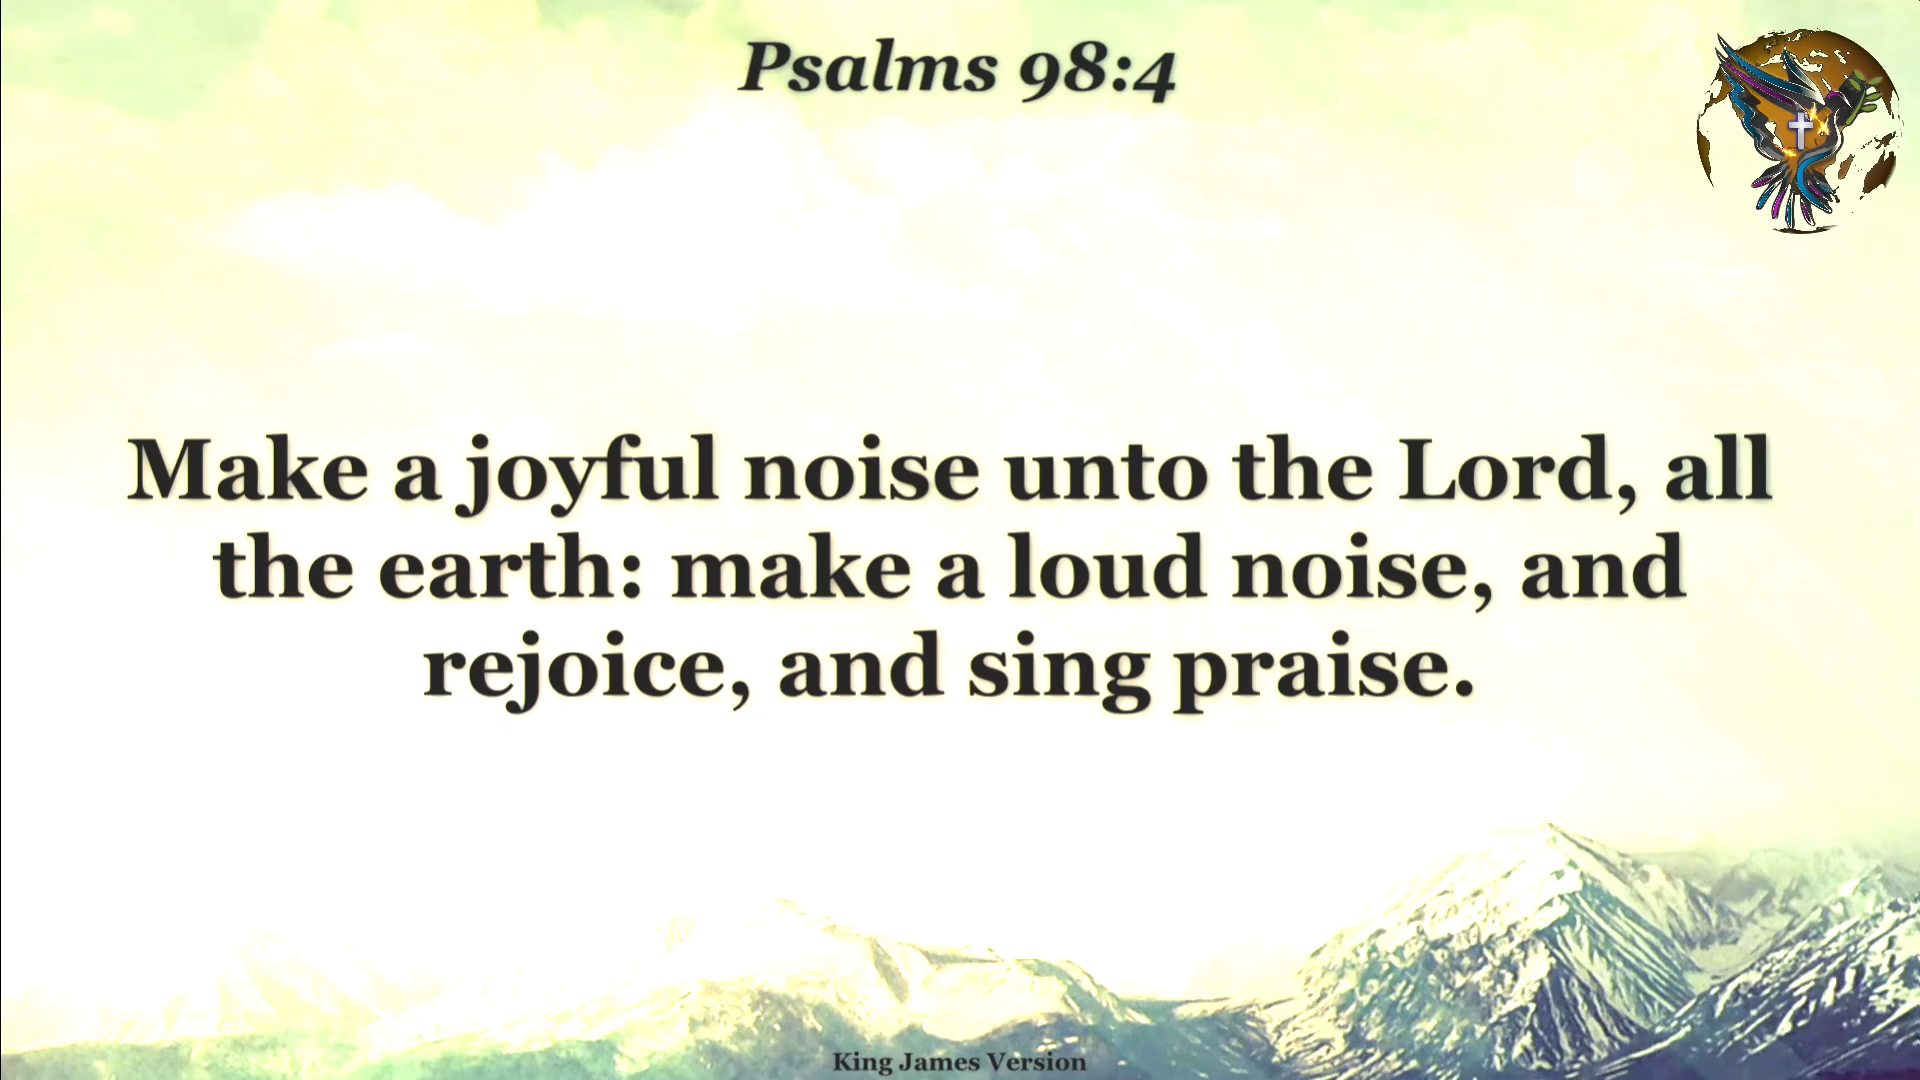 Psalms 98:4
Make a joyful noise unto the Lord, all
the earth: make a loud noise, and
rejoice, and sing praise.
King James Version